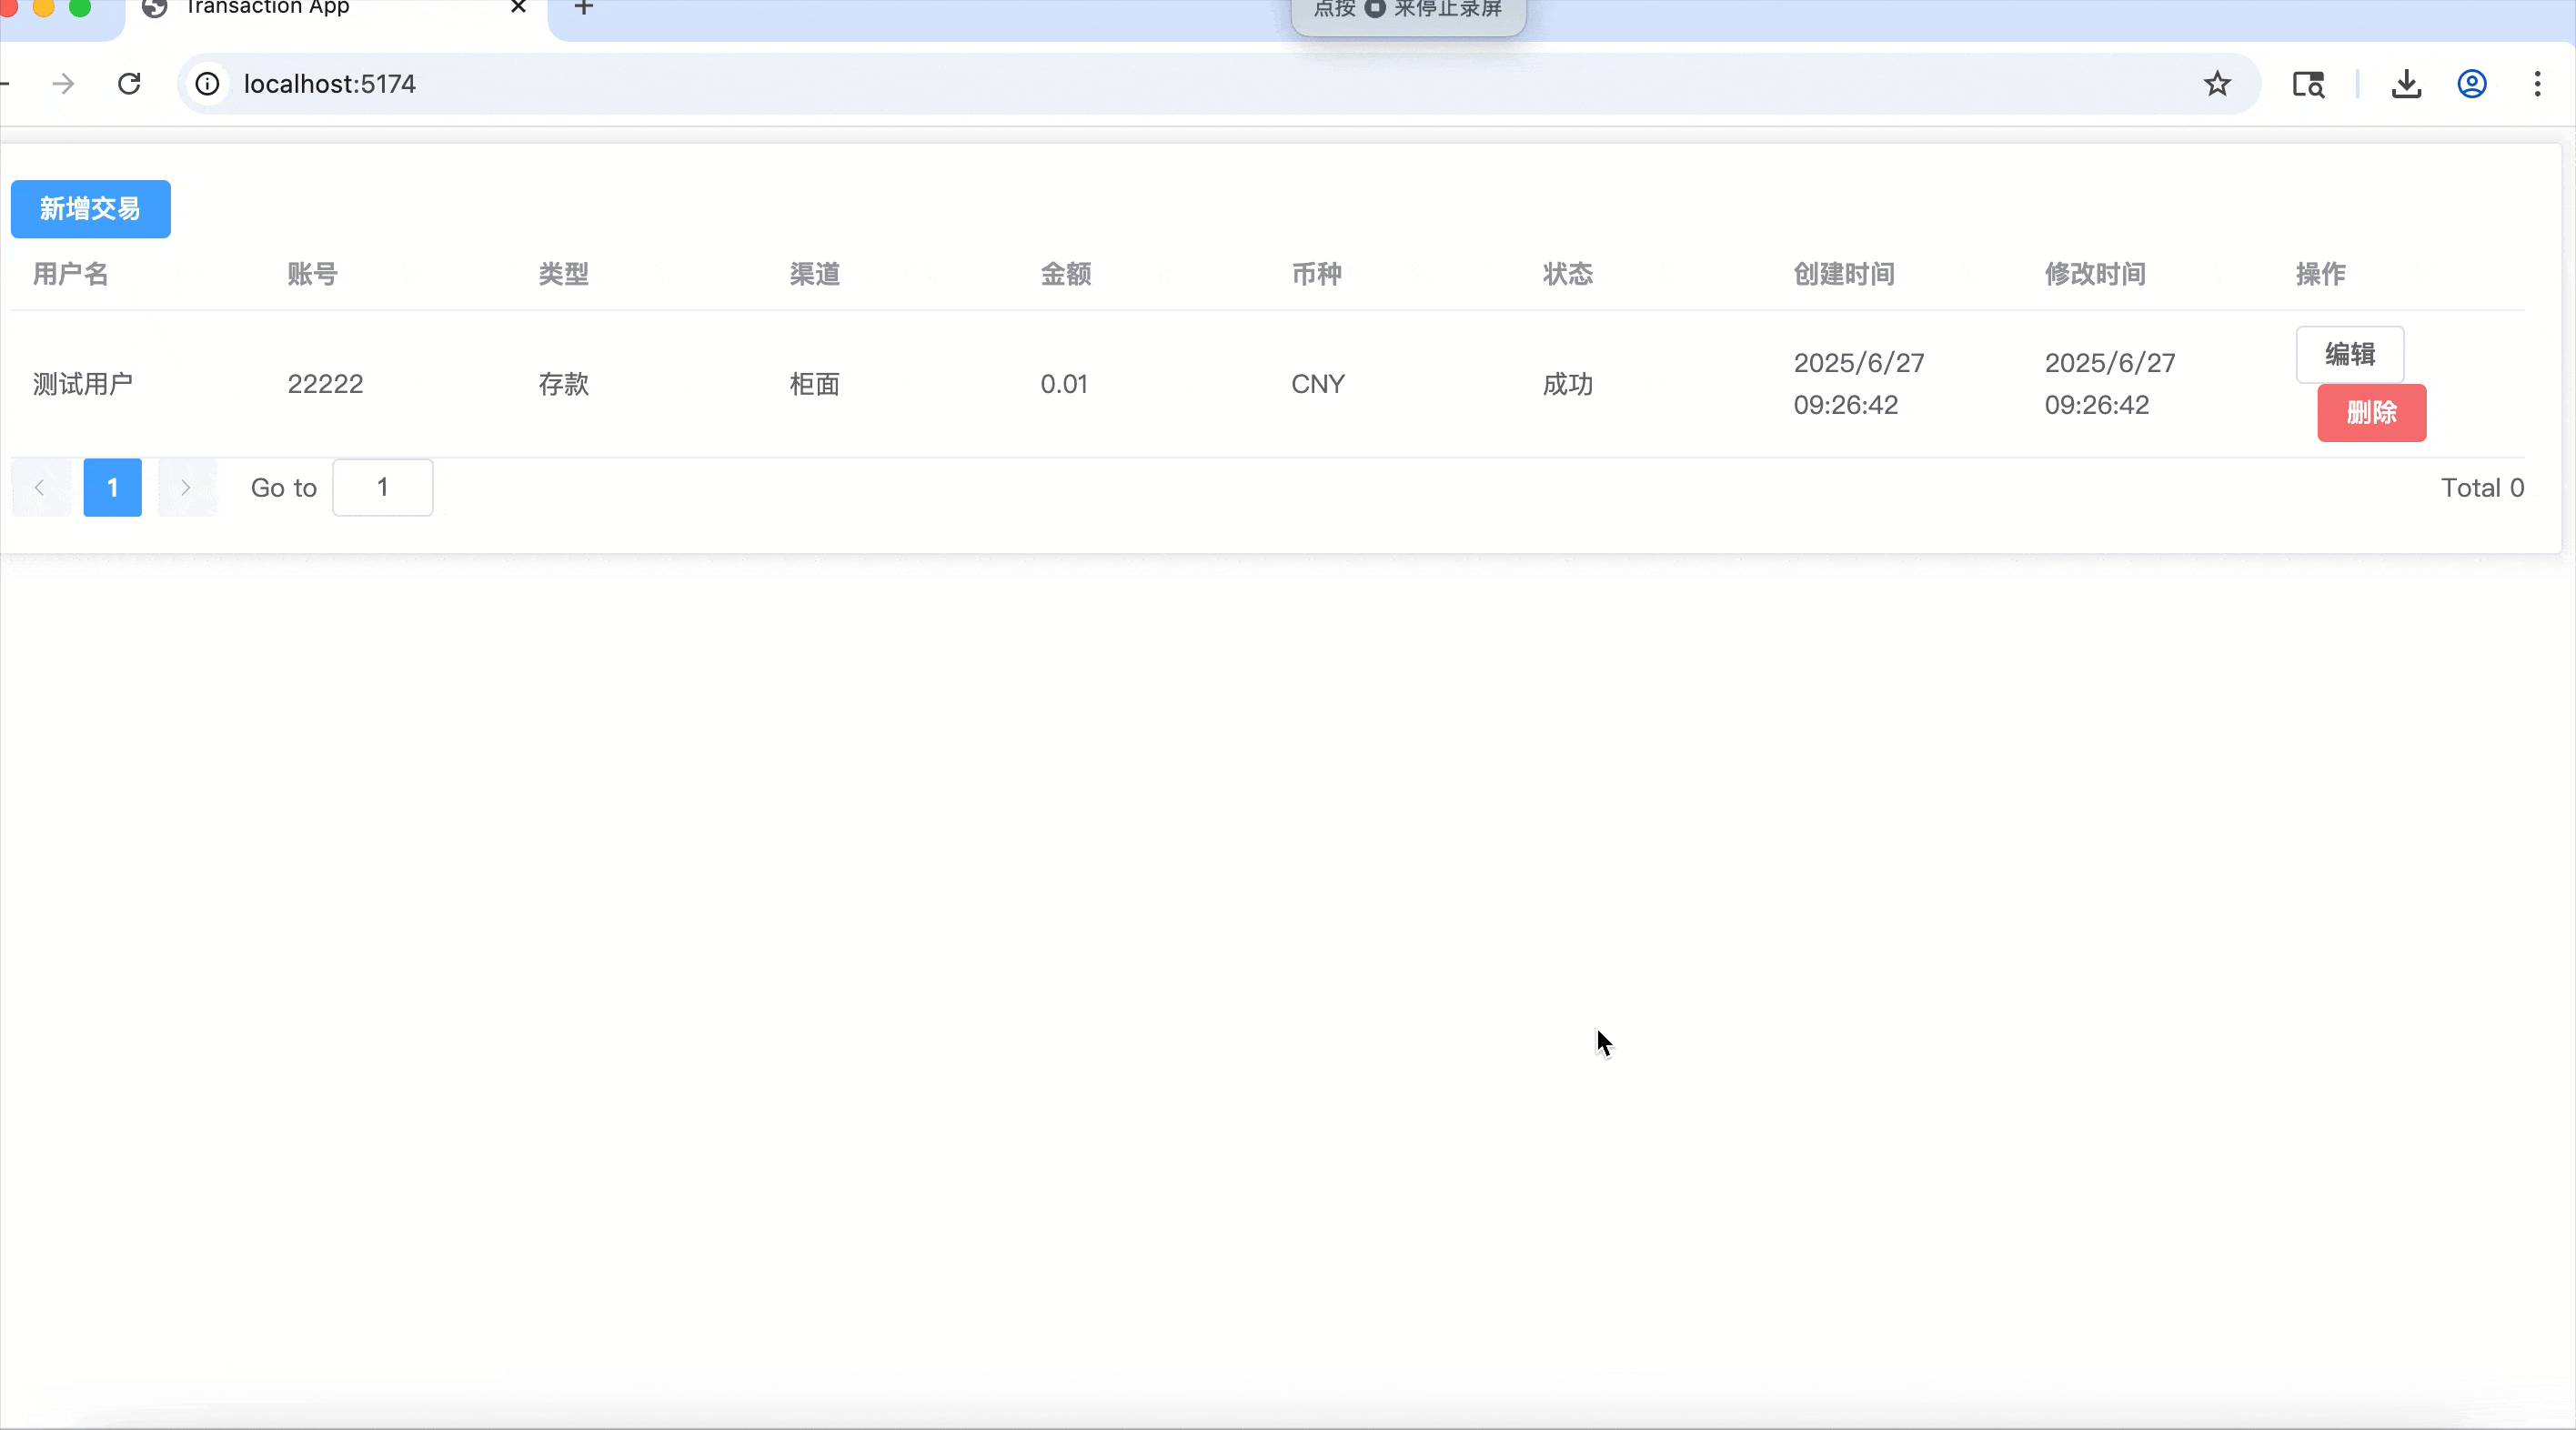 Transaction App
点按 来停止录屏
localhost:5174
新增交易
用户名 账号 类型 渠道 金额 币种 状态 创建时间 修改时间 操作
测试用户 22222 存款 柜面 0.01 CNY 成功 2025/6/27 09:26:42 2025/6/27 09:26:42 编辑 删除
1 Go to 1 Total 0